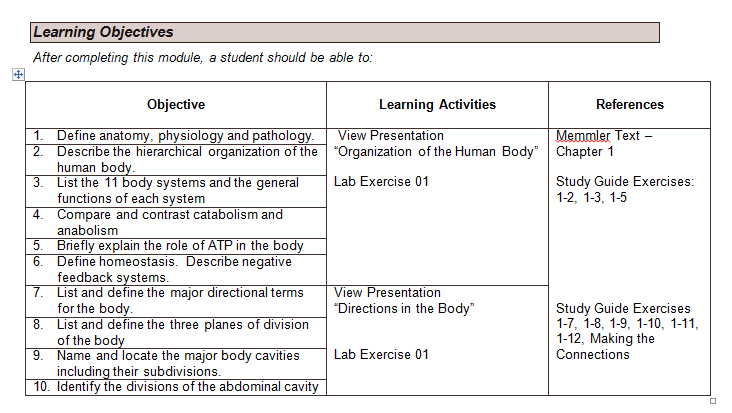 Learning Objectives
After completing this module, a student should be able to:
Objective
Learning Activities
References
1. Define anatomy, physiology and pathology.
2. Describe the hierarchical organization of the
human body.
3. List the 11 body systems and the general
functions of each system
4. Compare and contrast catabolism and
anabolism
5. Briefly explain the role of ATP in the body
6. Define homeostasis. Describe negative
feedback systems.
7. List and define the major directional terms
for the body.
8. List and define the three planes of division
of the body
9. Name and locate the major body cavities
including their subdivisions.
10. Identify the divisions of the abdominal cavity
View Presentation
“Organization of the Human Body”
Lab Exercise 01
View Presentation
“Directions in the Body”
Lab Exercise 01
Memmler Text –
Chapter 1
Study Guide Exercises:
1-2, 1-3, 1-5
Study Guide Exercises
1-7, 1-8, 1-9, 1-10, 1-11,
1-12, Making the
Connections